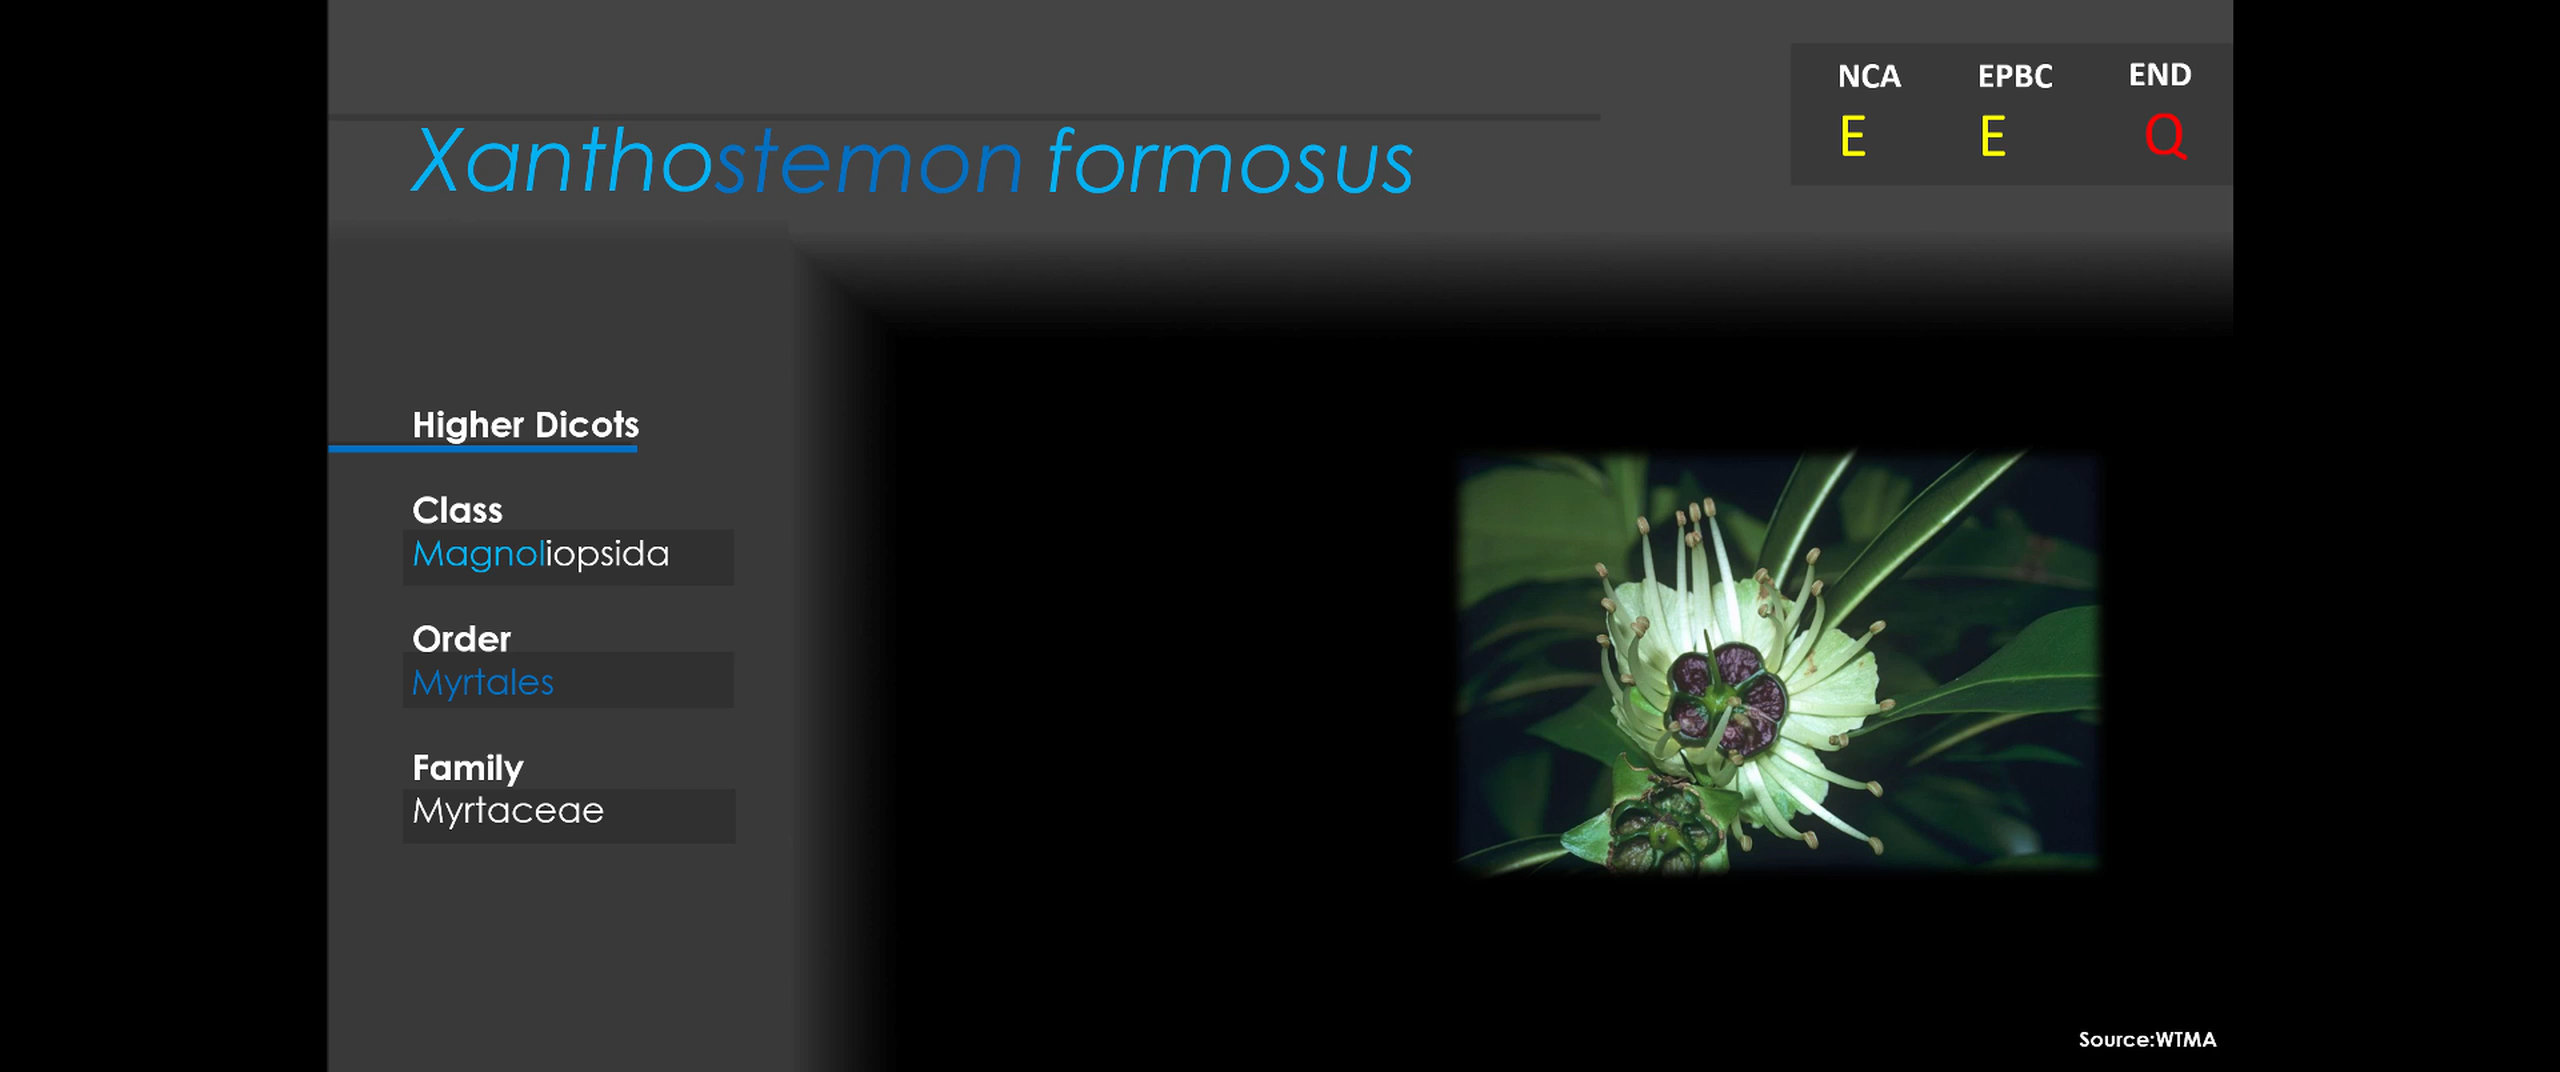 NCA EPBC END
E E Q
Xanthostemon formosus
Higher Dicots
Class
Magnoliopsida
Order
Myrtales
Family
Myrtaceae
Source:WTMA